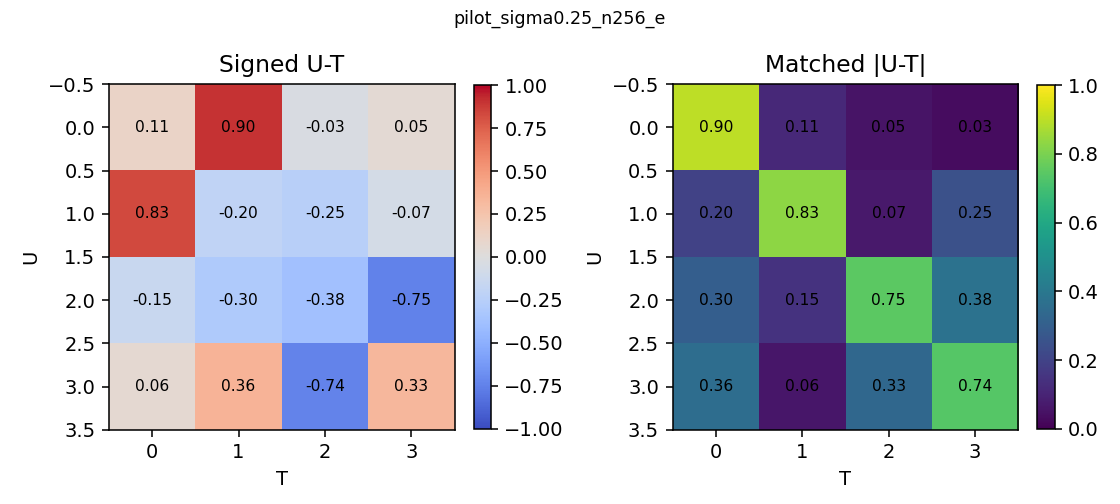 pilot_sigma0.25_n256_e
Signed U-T
−0.5
0.0
0.5
1.0
1.5
2.0
2.5
3.0
3.5
U
0.11 0.90 -0.03 0.05
0.83 -0.20 -0.25 -0.07
-0.15 -0.30 -0.38 -0.75
0.06 0.36 -0.74 0.33
0 1 2 3
T
1.00
0.75
0.50
0.25
0.00
−0.25
−0.50
−0.75
−1.00
Matched |U-T|
−0.5
0.0
0.5
1.0
1.5
2.0
2.5
3.0
3.5
U
0.90 0.11 0.05 0.03
0.20 0.83 0.07 0.25
0.30 0.15 0.75 0.38
0.36 0.06 0.33 0.74
0 1 2 3
T
1.0
0.8
0.6
0.4
0.2
0.0